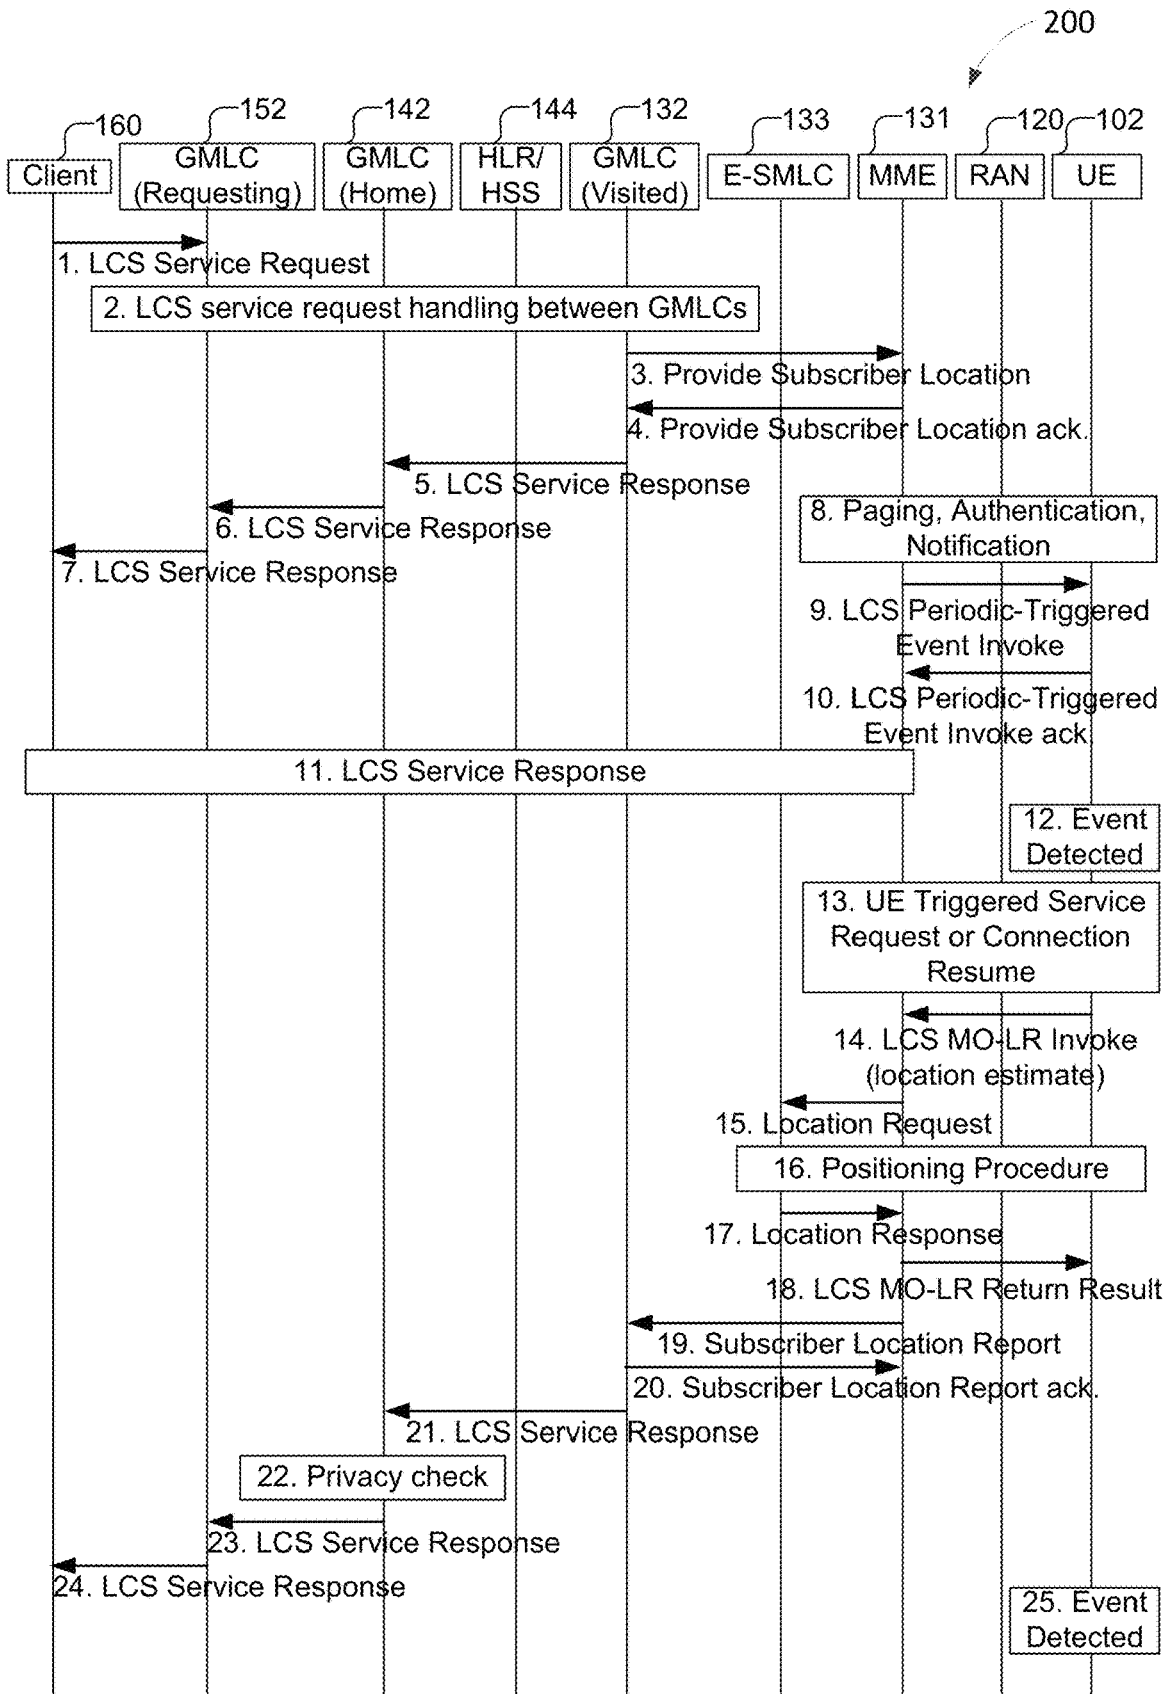 200
160
152
142
144
132
133
131
120
102
Client
GMLC
(Requesting)
GMLC
(Home)
HLR/
HSS
GMLC
(Visited)
E-SMLC
MME
RAN
UE
1. LCS Service Request
2. LCS service request handling between GMLCs
3. Provide Subscriber Location
4. Provide Subscriber Location ack.
5. LCS Service Response
6. LCS Service Response
7. LCS Service Response
8. Paging, Authentication,
Notification
9. LCS Periodic-Triggered
Event Invoke
10. LCS Periodic-Triggered
Event Invoke ack
11. LCS Service Response
12. Event
Detected
13. UE Triggered Service
Request or Connection
Resume
14. LCS MO-LR Invoke
(location estimate)
15. Location Request
16. Positioning Procedure
17. Location Response
18. LCS MO-LR Return Result
19. Subscriber Location Report
20. Subscriber Location Report ack.
21. LCS Service Response
22. Privacy check
23. LCS Service Response
24. LCS Service Response
25. Event
Detected